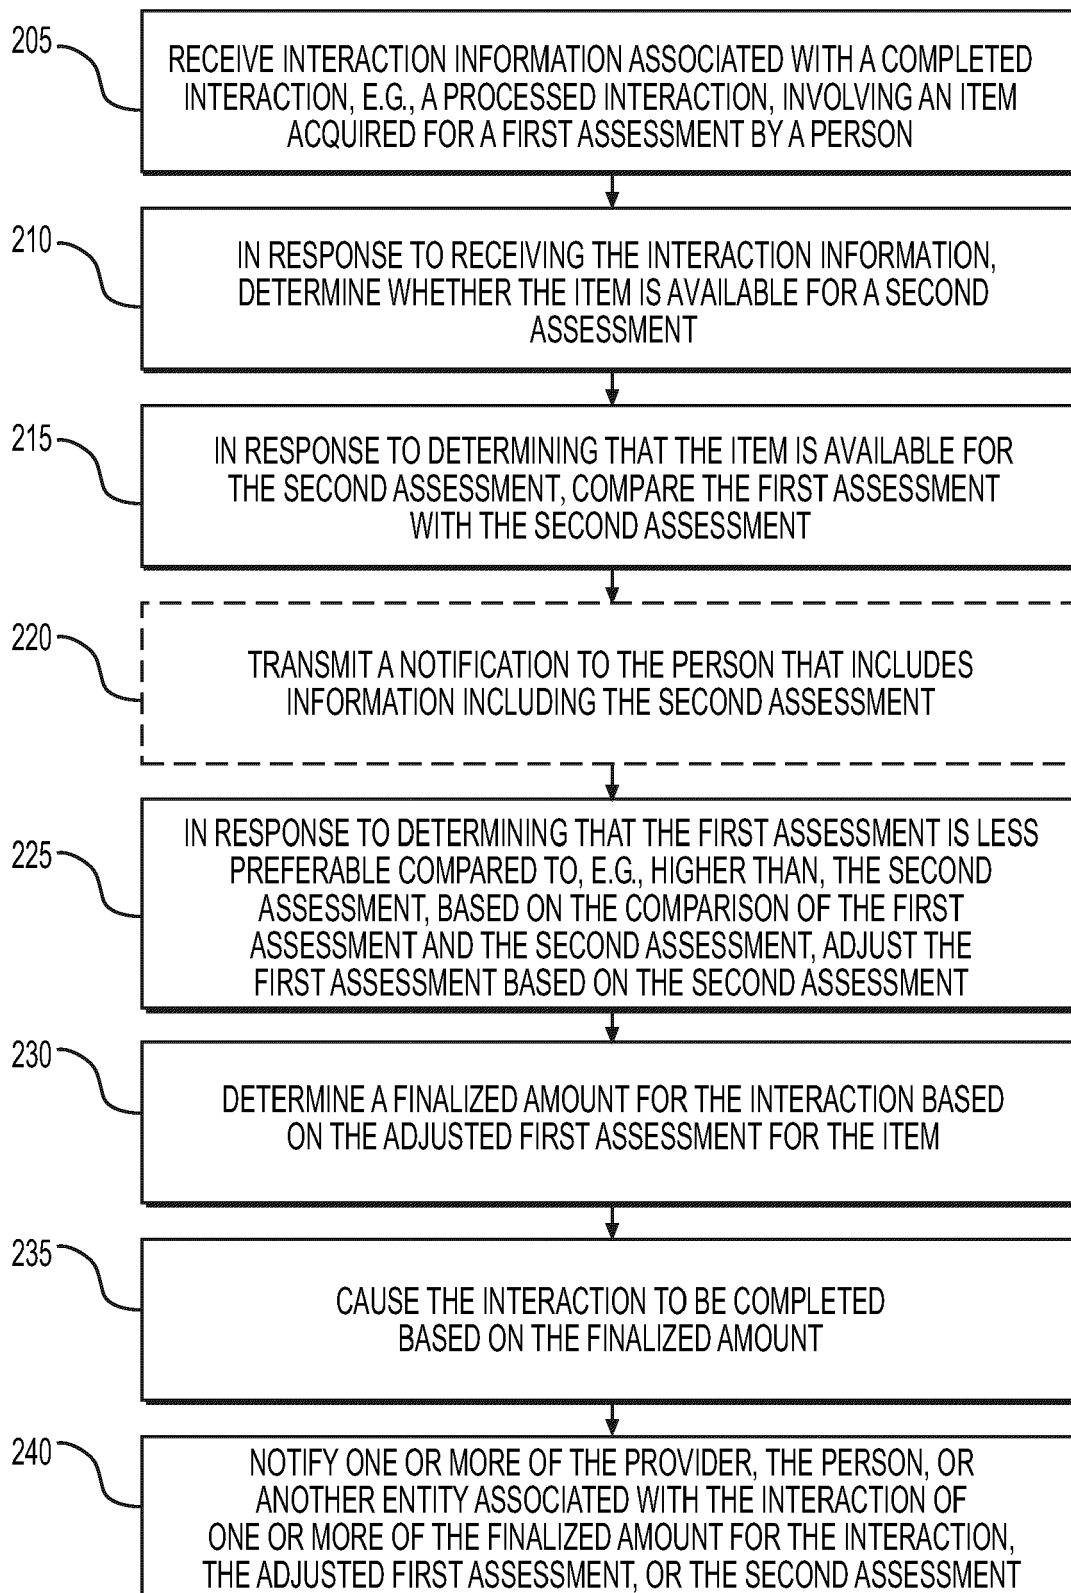 205
RECEIVE INTERACTION INFORMATION ASSOCIATED WITH A COMPLETED
INTERACTION, E.G., A PROCESSED INTERACTION, INVOLVING AN ITEM
ACQUIRED FOR A FIRST ASSESSMENT BY A PERSON
210
IN RESPONSE TO RECEIVING THE INTERACTION INFORMATION,
DETERMINE WHETHER THE ITEM IS AVAILABLE FOR A SECOND
ASSESSMENT
215
IN RESPONSE TO DETERMINING THAT THE ITEM IS AVAILABLE FOR
THE SECOND ASSESSMENT, COMPARE THE FIRST ASSESSMENT
WITH THE SECOND ASSESSMENT
220
TRANSMIT A NOTIFICATION TO THE PERSON THAT INCLUDES
INFORMATION INCLUDING THE SECOND ASSESSMENT
225
IN RESPONSE TO DETERMINING THAT THE FIRST ASSESSMENT IS LESS
PREFERABLE COMPARED TO, E.G., HIGHER THAN, THE SECOND
ASSESSMENT, BASED ON THE COMPARISON OF THE FIRST
ASSESSMENT AND THE SECOND ASSESSMENT, ADJUST THE
FIRST ASSESSMENT BASED ON THE SECOND ASSESSMENT
230
DETERMINE A FINALIZED AMOUNT FOR THE INTERACTION BASED
ON THE ADJUSTED FIRST ASSESSMENT FOR THE ITEM
235
CAUSE THE INTERACTION TO BE COMPLETED
BASED ON THE FINALIZED AMOUNT
240
NOTIFY ONE OR MORE OF THE PROVIDER, THE PERSON, OR
ANOTHER ENTITY ASSOCIATED WITH THE INTERACTION OF
ONE OR MORE OF THE FINALIZED AMOUNT FOR THE INTERACTION,
THE ADJUSTED FIRST ASSESSMENT, OR THE SECOND ASSESSMENT